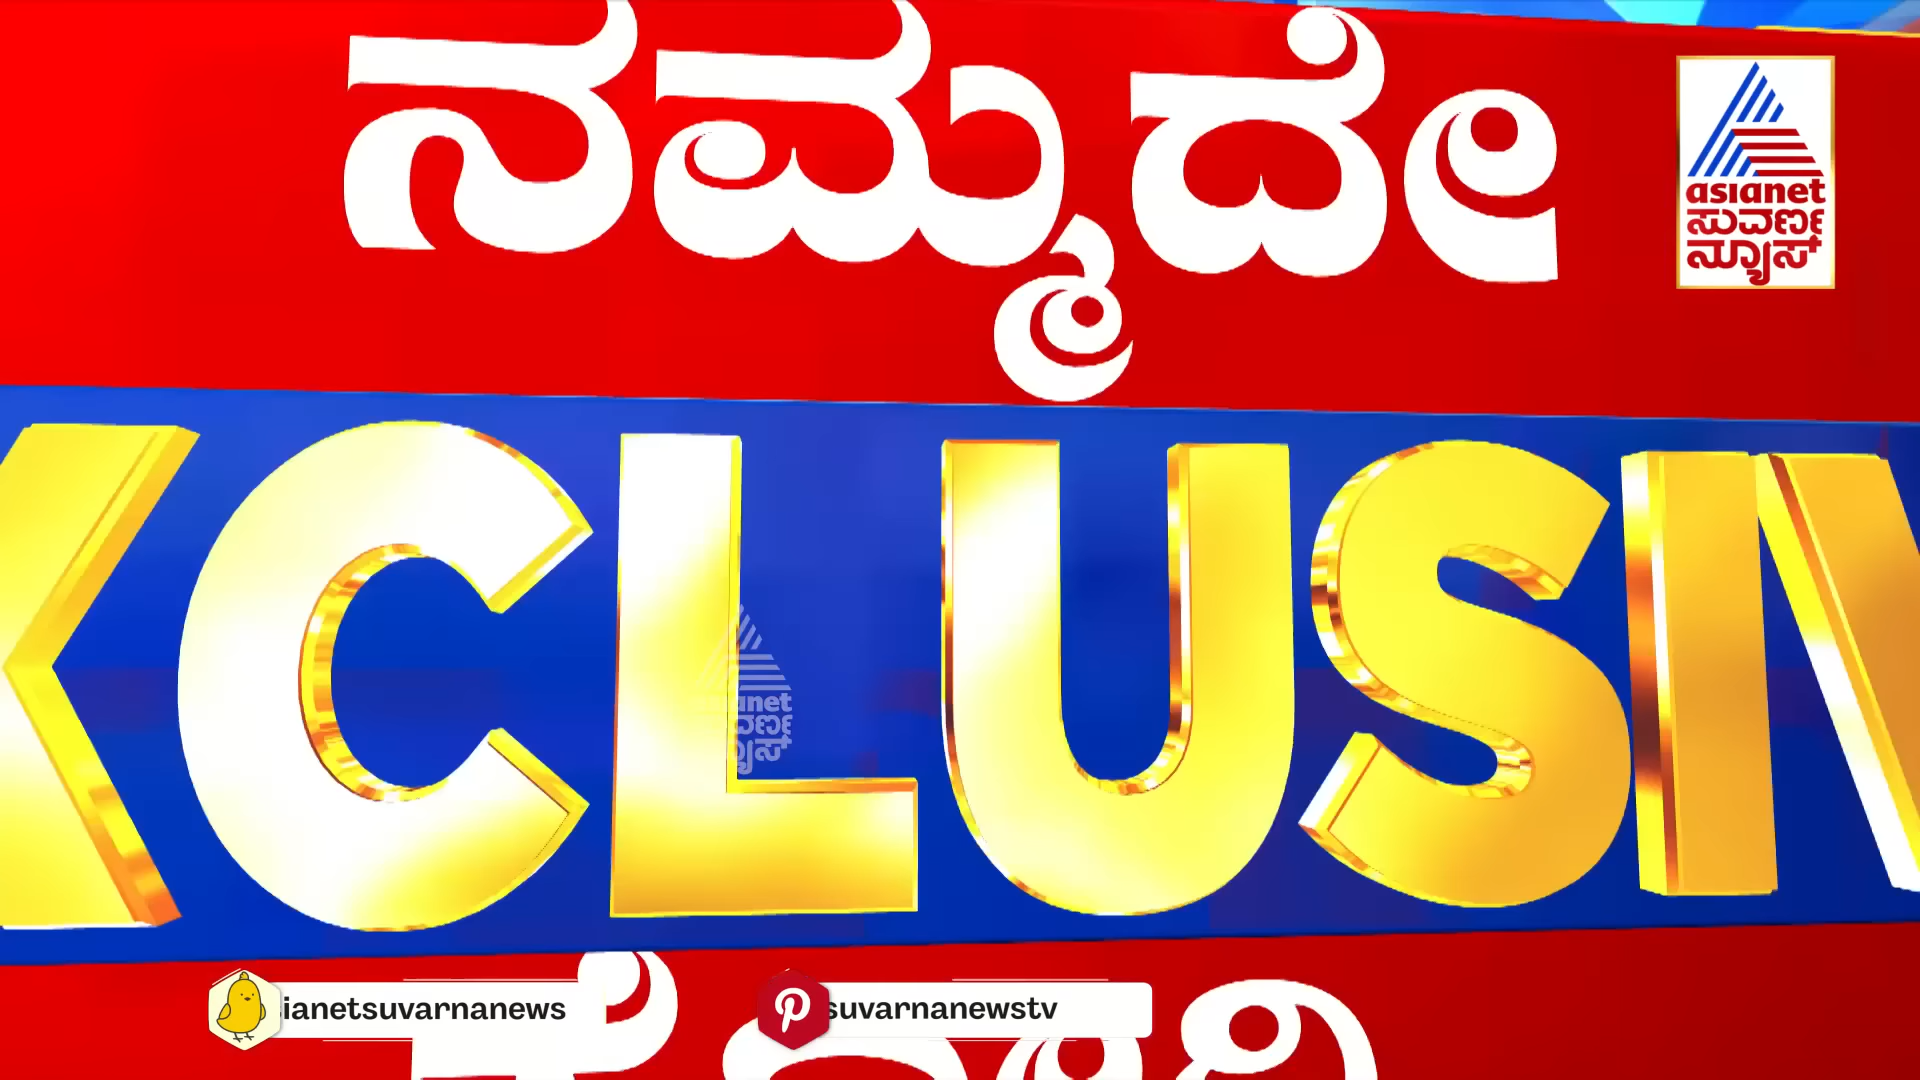 ನಮ್ಮದೇ
asianet
ಸುವರ್ಣ
ನ್ಯೂಸ್
XCLUSIV
ianetsuvarnanews
suvarnanewstv